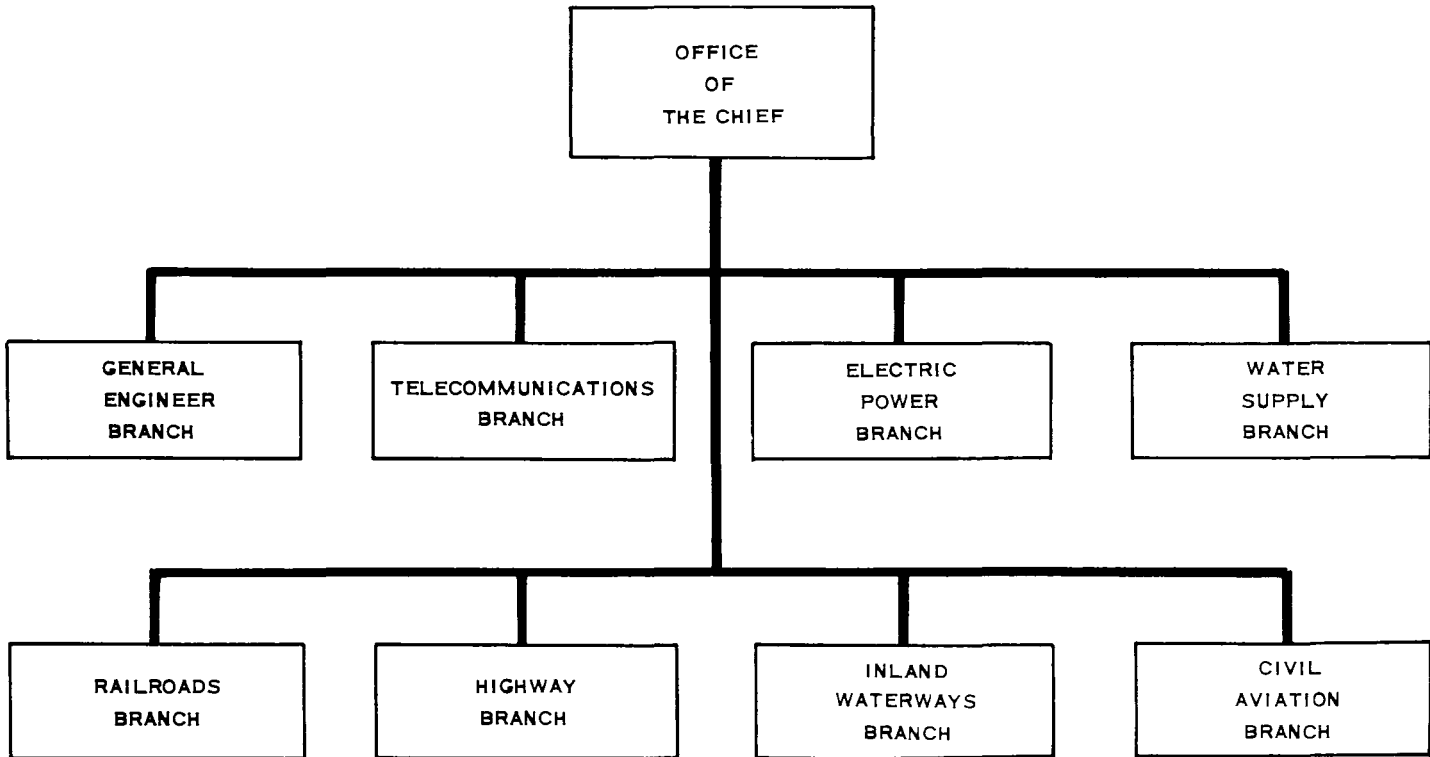 OFFICE
OF
THE CHIEF
GENERAL
ENGINEER
BRANCH
TELECOMMUNICATIONS
BRANCH
ELECTRIC
POWER
BRANCH
WATER
SUPPLY
BRANCH
RAILROADS
BRANCH
HIGHWAY
BRANCH
INLAND
WATERWAYS
BRANCH
CIVIL
AVIATION
BRANCH